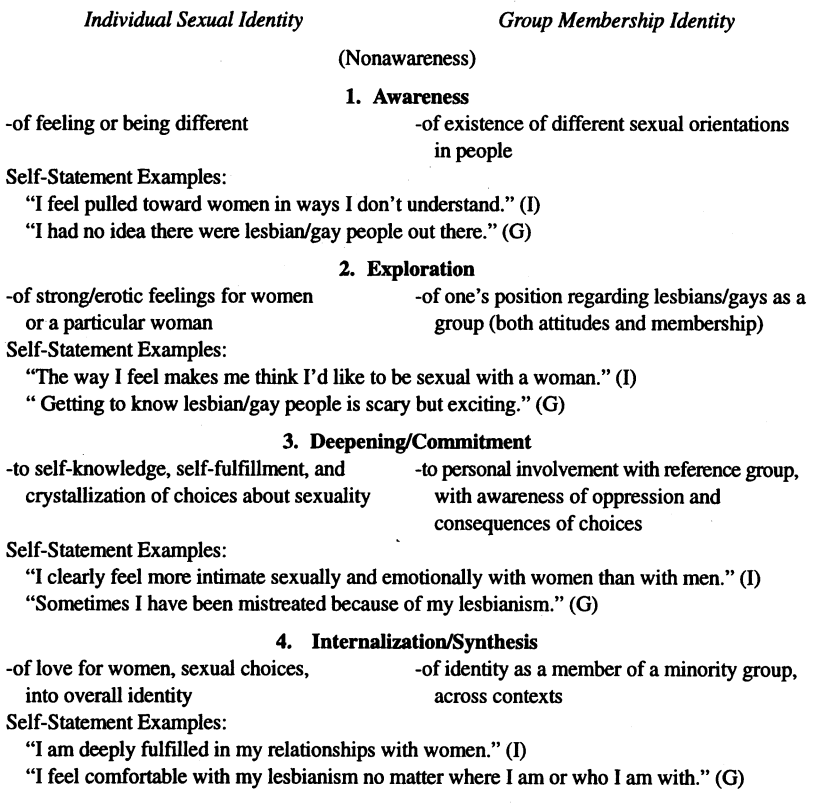 Individual Sexual Identity Group Membership Identity
(Nonawareness)
1. Awareness
-of feeling or being different -of existence of different sexual orientations
in people
Self-Statement Examples:
“I feel pulled toward women in ways I don’t understand.” (I)
“I had no idea there were lesbian/gay people out there.” (G)
2. Exploration
-of strong/erotic feelings for women -of one’s position regarding lesbians/gays as a
or a particular woman group (both attitudes and membership)
Self-Statement Examples:
“The way I feel makes me think I’d like to be sexual with a woman.” (I)
“ Getting to know lesbian/gay people is scary but exciting.” (G)
3. Deepening/Commitment
-to self-knowledge, self-fulfillment, and -to personal involvement with reference group,
crystallization of choices about sexuality with awareness of oppression and
consequences of choices
Self-Statement Examples:
“I clearly feel more intimate sexually and emotionally with women than with men.” (I)
“Sometimes I have been mistreated because of my lesbianism.” (G)
4. Internalization/Synthesis
-of love for women, sexual choices, -of identity as a member of a minority group,
into overall identity across contexts
Self-Statement Examples:
“I am deeply fulfilled in my relationships with women.” (I)
“I feel comfortable with my lesbianism no matter where I am or who I am with.” (G)